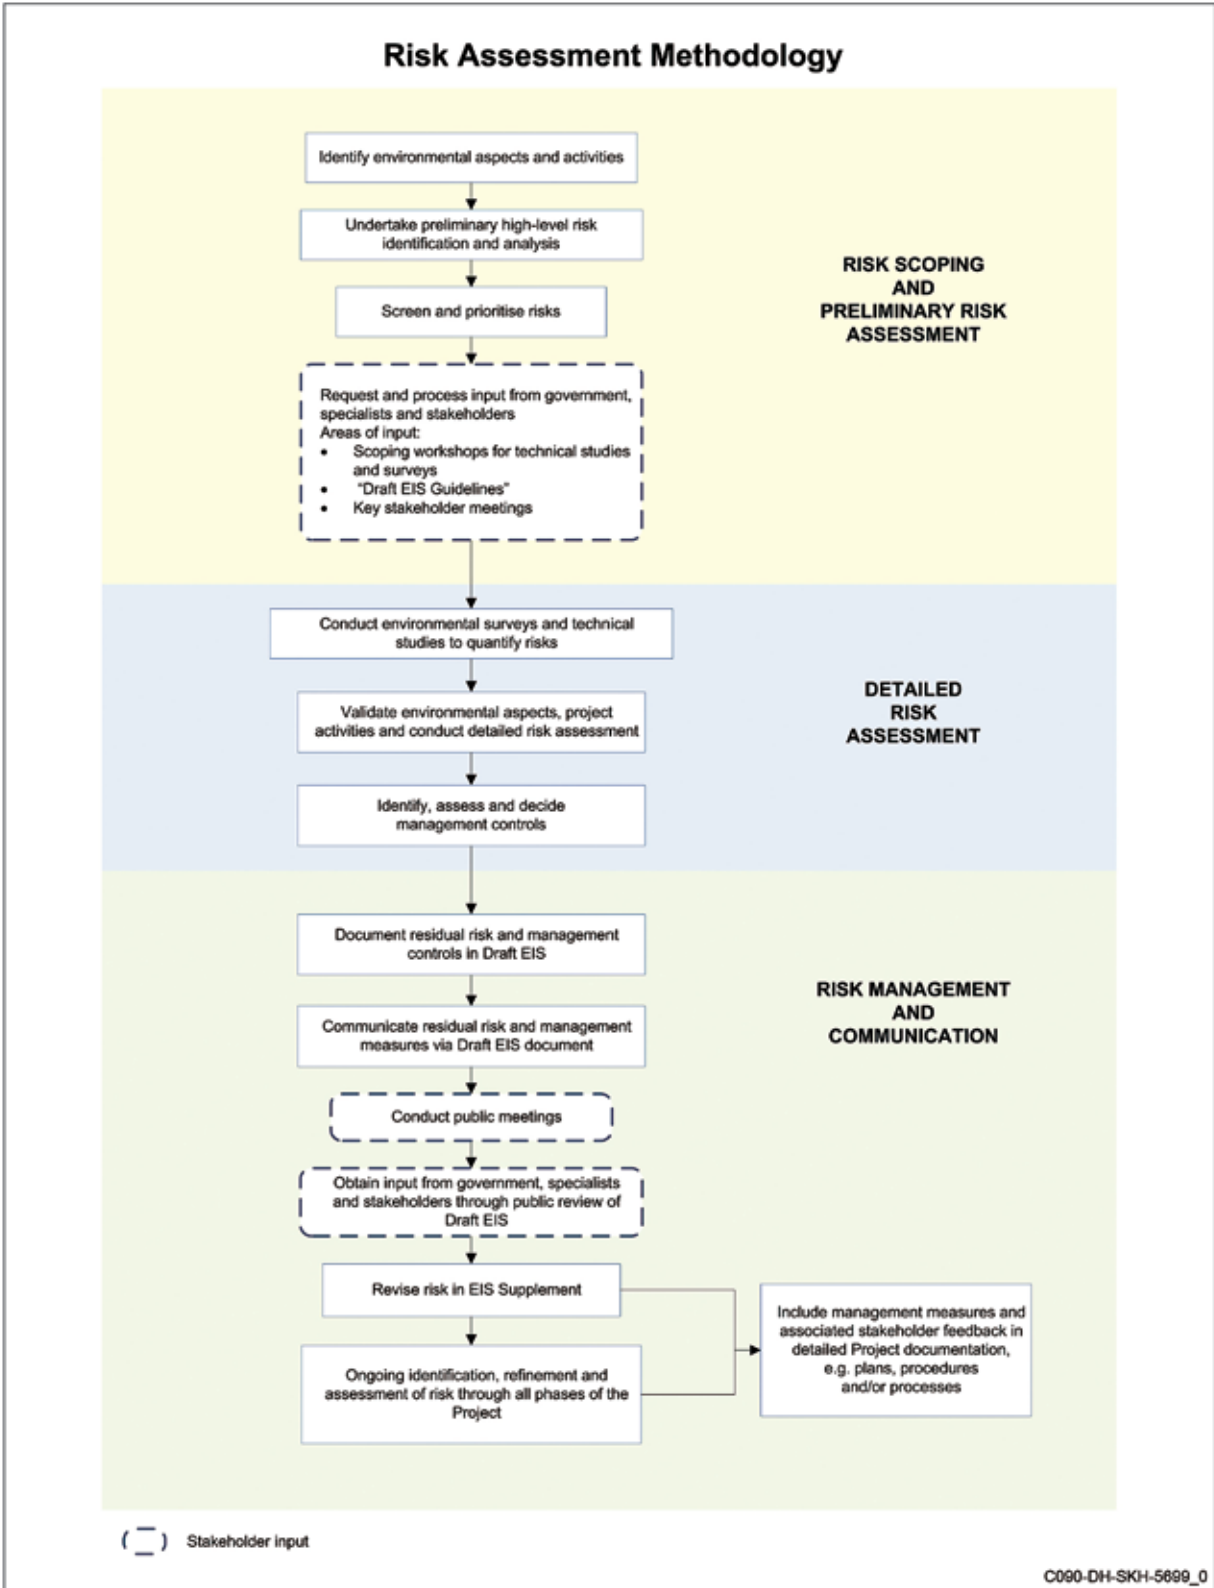 Risk Assessment Methodology
Identify environmental aspects and activities
Undertake preliminary high-level risk
identification and analysis
Screen and prioritise risks
Request and process input from government,
specialists and stakeholders
Areas of input:
• Scoping workshops for technical studies
and surveys
• "Draft EIS Guidelines"
• Key stakeholder meetings
RISK SCOPING
AND
PRELIMINARY RISK
ASSESSMENT
Conduct environmental surveys and technical
studies to quantify risks
Validate environmental aspects, project
activities and conduct detailed risk assessment
Identify, assess and decide
management controls
DETAILED
RISK
ASSESSMENT
Document residual risk and management
controls in Draft EIS
Communicate residual risk and management
measures via Draft EIS document
Conduct public meetings
Obtain input from government, specialists
and stakeholders through public review of
Draft EIS
Revise risk in EIS Supplement
Ongoing identification, refinement and
assessment of risk through all phases of the
Project
RISK MANAGEMENT
AND
COMMUNICATION
Include management measures and
associated stakeholder feedback in
detailed Project documentation,
e.g. plans, procedures
and/or processes
Stakeholder input
C090-DH-SKH-5699_0